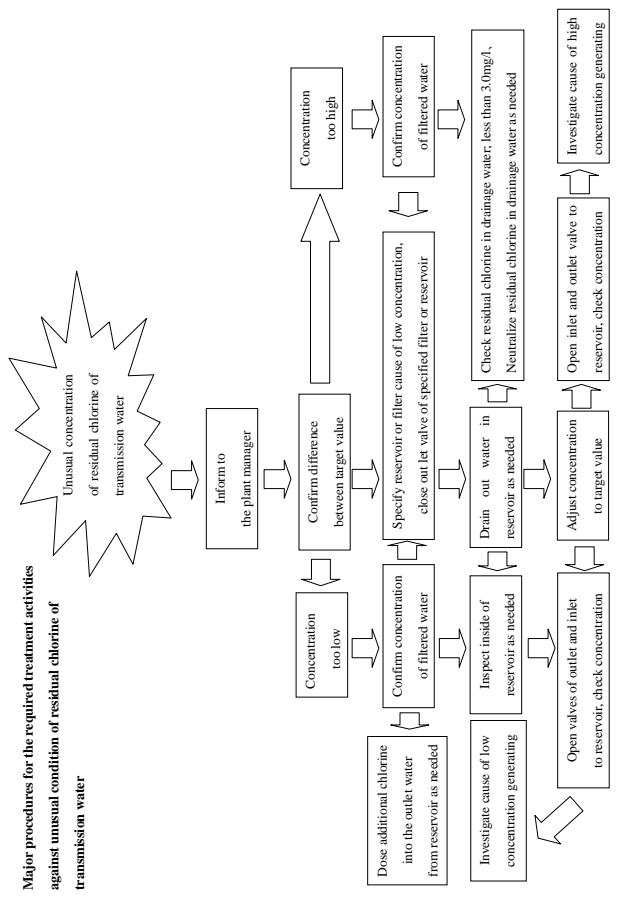 Major procedures for the required treatment activities
against unusual condition of residual chlorine of
transmission water
Unusual concentration
of residual chlorine of
transmission water
Inform to
the plant manager
Confirm difference
between target value
Concentration
too low
Concentration
too high
Confirm concentration
of filtered water
Specify reservoir or filter cause of low concentration,
close out let valve of specified filter or reservoir
Confirm concentration
of filtered water
Dose additional chlorine
into the outlet water
from reservoir as needed
Inspect inside of
reservoir as needed
Drain out water in
reservoir as needed
Check residual chlorine in drainage water; less than 3.0mg/l,
Neutralize residual chlorine in drainage water as needed
Investigate cause of low
concentration generating
Open valves of outlet and inlet
to reservoir, check concentration
Adjust concentration
to target value
Open inlet and outlet valve to
reservoir, check concentration
Investigate cause of high
concentration generating